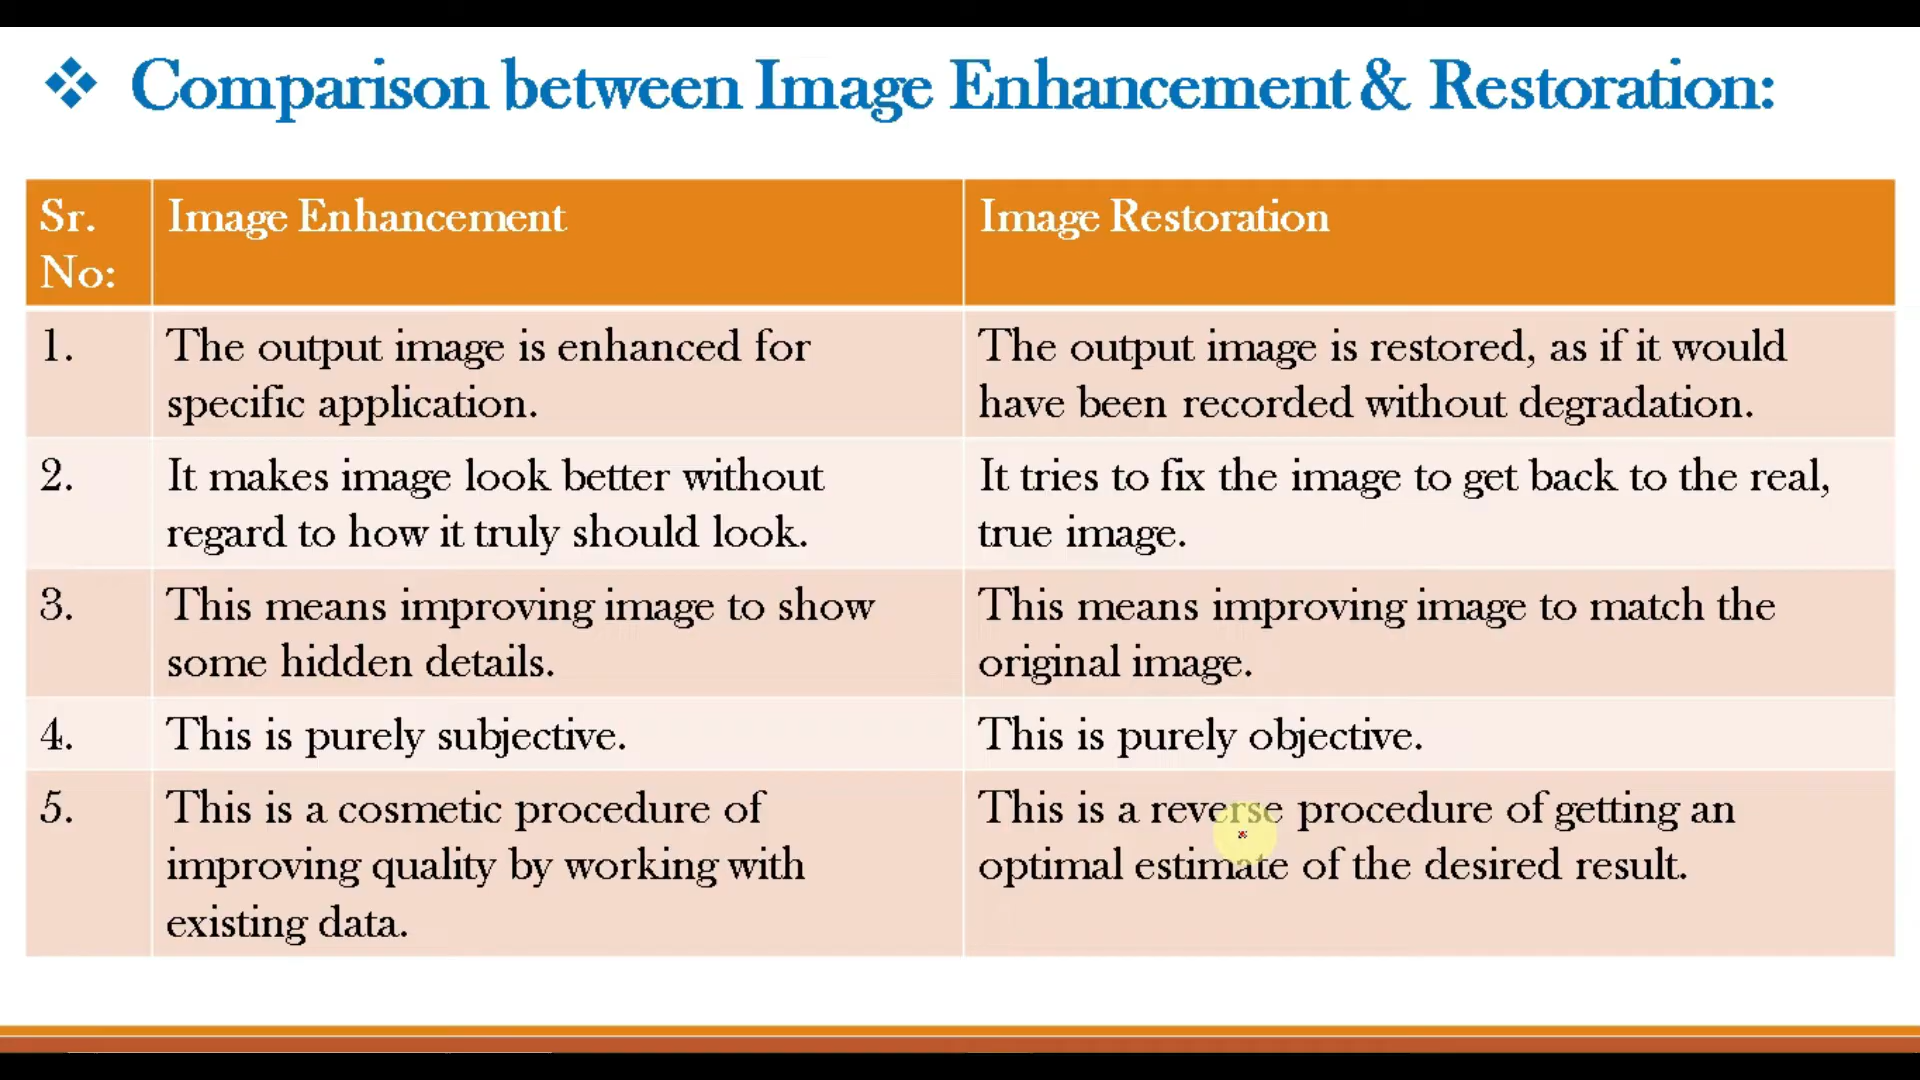 Comparison between Image Enhancement & Restoration:
Sr. No:
Image Enhancement
Image Restoration
1.
The output image is enhanced for
specific application.
The output image is restored, as if it would
have been recorded without degradation.
2.
It makes image look better without
regard to how it truly should look.
It tries to fix the image to get back to the real,
true image.
3.
This means improving image to show
some hidden details.
This means improving image to match the
original image.
4.
This is purely subjective.
This is purely objective.
5.
This is a cosmetic procedure of
improving quality by working with
existing data.
This is a reverse procedure of getting an
optimal estimate of the desired result.